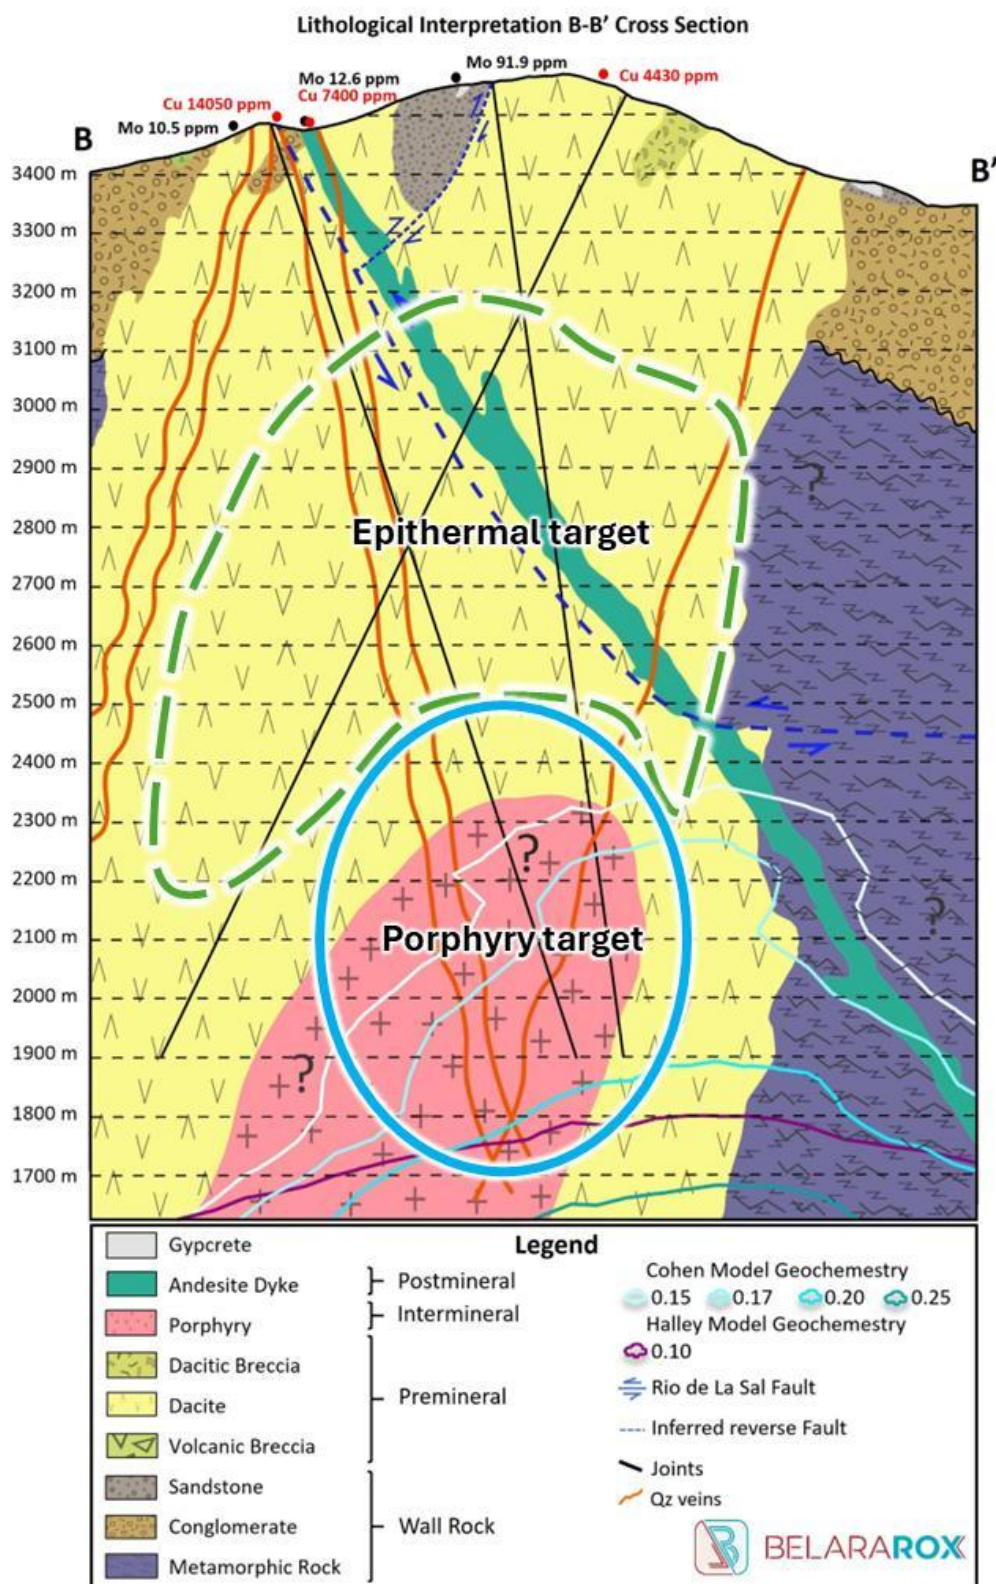 Lithological Interpretation B-B’ Cross Section
Mo 91.9 ppm
Mo 12.6 ppm
Cu 4430 ppm
Cu 7400 ppm
Cu 14050 ppm
Mo 10.5 ppm
B
B'
3400 m
3300 m
3200 m
3100 m
3000 m
2900 m
?
2800 m
Epithermal target
2700 m
2600 m
2500 m
2400 m
2300 m
?
2200 m
?
2100 m
Porphyry target
2000 m
1900 m
?
1800 m
1700 m
Legend
Gypcrete
Andesite Dyke
Postmineral
Porphyry
Intermineral
Dacitic Breccia
Dacite
Premineral
Volcanic Breccia
Sandstone
Conglomerate
Wall Rock
Metamorphic Rock
Cohen Model Geochemestry
0.15 0.17 0.20 0.25
Halley Model Geochemestry
0.10
Rio de La Sal Fault
Inferred reverse Fault
Joints
Qz veins
BELARAROX